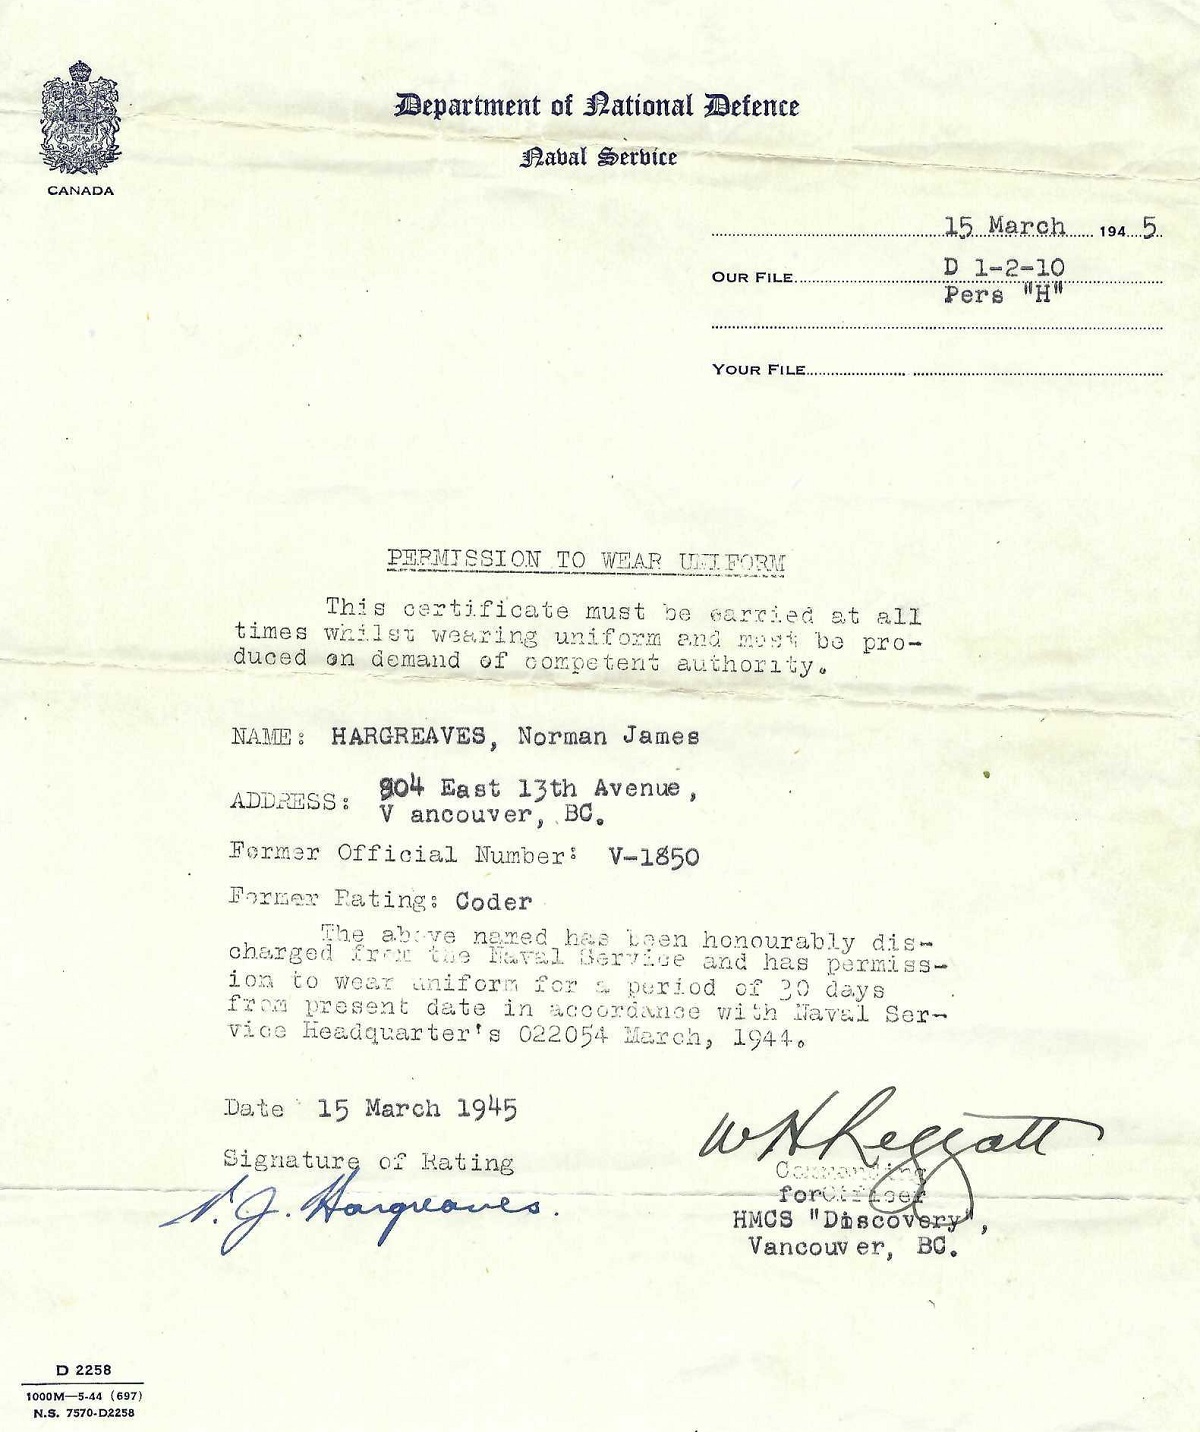 Department of National Defence
Naval Service
CANADA
15 March 1945
OUR FILE D 1-2-10
Pers "H"
YOUR FILE
PERMISSION TO WEAR UNIFORM
This certificate must be carried at all
times whilst wearing uniform and must be pro-
duced on demand of competent authority.
NAME: HARGREAVES, Norman James
ADDRESS: 904 East 13th Avenue,
V ancouver, BC.
Former Official Number: V-1850
Former Rating: Coder
The above named has been honourably dis-
charged from the Naval Service and has permiss-
ion to wear uniform for a period of 30 days
from present date in accordance with Naval Ser-
vice Headquarter's 022054 March, 1944.
Date 15 March 1945
Signature of Rating
N. J. Hargreaves.
W H Leggatt
Commanding
for Officer
HMCS "Discovery",
Vancouver, BC.
D 2258
1000M—5-44 (697)
N.S. 7570-D2258